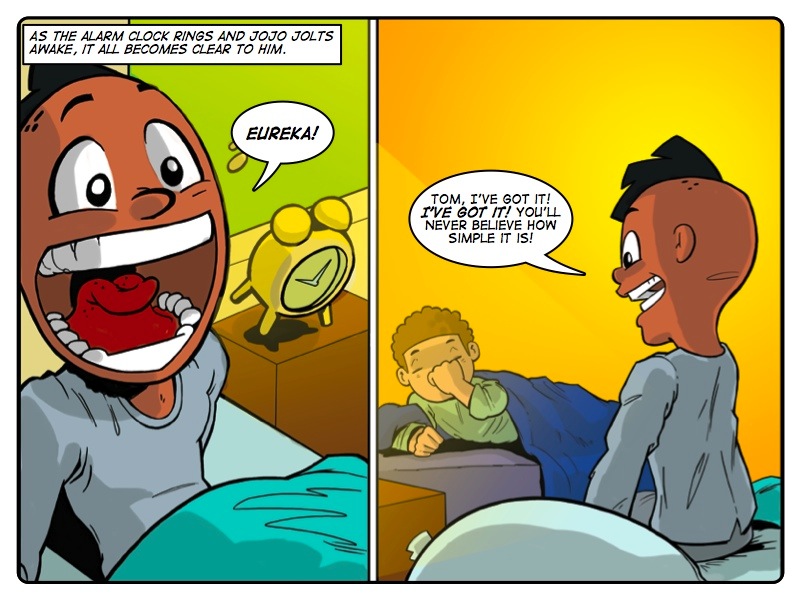 AS THE ALARM CLOCK RINGS AND JOJO JOLTS
AWAKE, IT ALL BECOMES CLEAR TO HIM.
EUREKA!
TOM, I'VE GOT IT!
I'VE GOT IT! YOU'LL
NEVER BELIEVE HOW
SIMPLE IT IS!